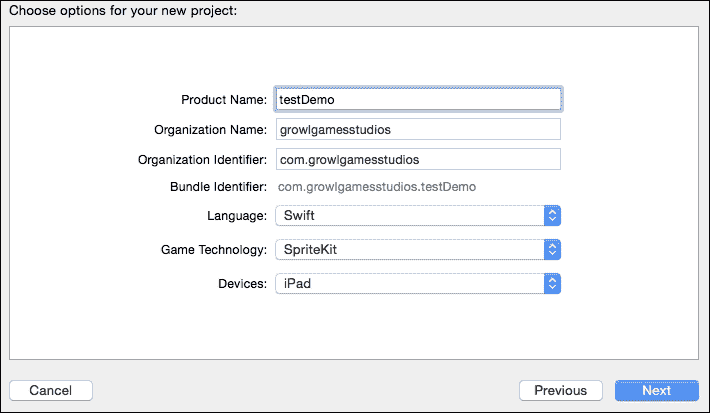 Choose options for your new project:
Product Name: testDemo
Organization Name: growlgamesstudios
Organization Identifier: com.growlgamesstudios
Bundle Identifier: com.growlgamesstudios.testDemo
Language: Swift
Game Technology: SpriteKit
Devices: iPad
Cancel Previous Next